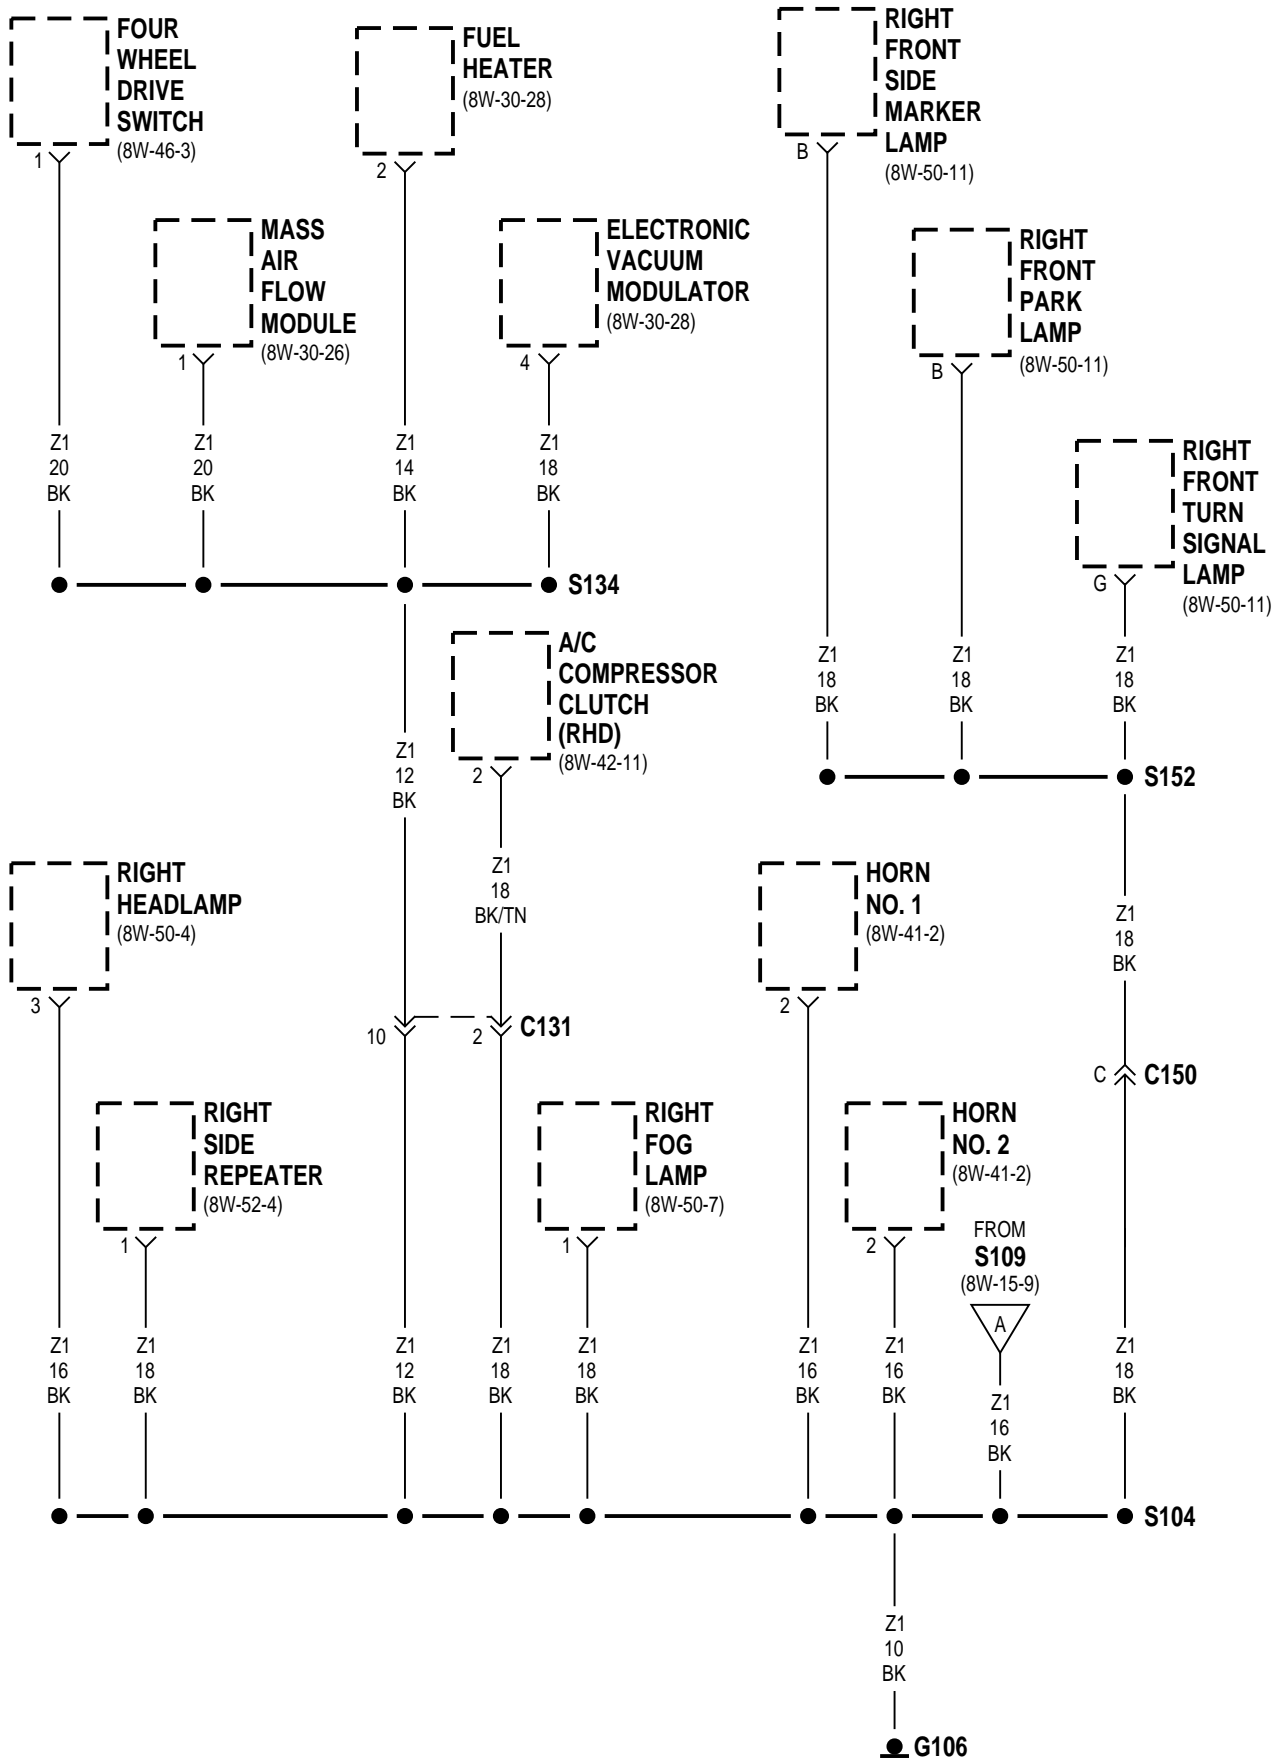 FOUR
WHEEL
DRIVE
SWITCH
(8W-46-3)
1
FUEL
HEATER
(8W-30-28)
2
RIGHT
FRONT
SIDE
MARKER
LAMP
(8W-50-11)
B
MASS
AIR
FLOW
MODULE
(8W-30-26)
1
ELECTRONIC
VACUUM
MODULATOR
(8W-30-28)
4
RIGHT
FRONT
PARK
LAMP
(8W-50-11)
B
Z1
20
BK
Z1
20
BK
Z1
14
BK
Z1
18
BK
RIGHT
FRONT
TURN
SIGNAL
LAMP
(8W-50-11)
G
S134
A/C
COMPRESSOR
CLUTCH
(RHD)
(8W-42-11)
2
Z1
18
BK
Z1
18
BK
Z1
18
BK
Z1
12
BK
S152
Z1
18
BK/TN
RIGHT
HEADLAMP
(8W-50-4)
3
HORN
NO. 1
(8W-41-2)
2
Z1
18
BK
10
2
C131
C
C150
RIGHT
SIDE
REPEATER
(8W-52-4)
1
RIGHT
FOG
LAMP
(8W-50-7)
1
HORN
NO. 2
(8W-41-2)
2
FROM
S109
(8W-15-9)
A
Z1
16
BK
Z1
18
BK
Z1
12
BK
Z1
18
BK
Z1
18
BK
Z1
16
BK
Z1
16
BK
Z1
16
BK
Z1
18
BK
S104
Z1
10
BK
G106